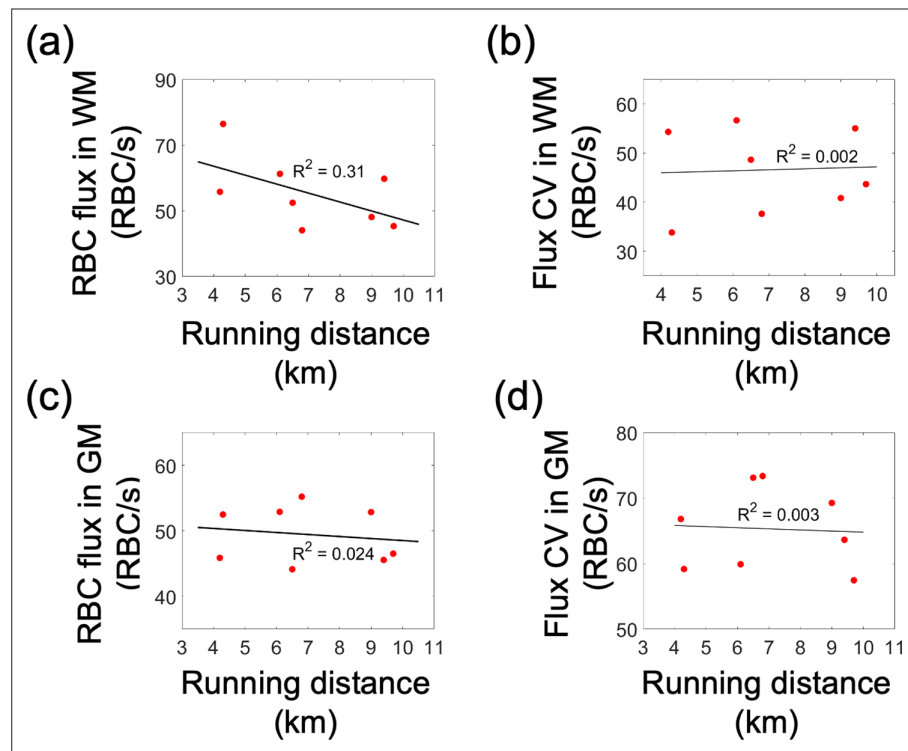 (a)
RBC flux in WM
(RBC/s)
90
70
50
30
R² = 0.31
3 4 5 6 7 8 9 10 11
Running distance
(km)
(b)
Flux CV in WM
(RBC/s)
60
50
40
30
R² = 0.002
4 5 6 7 8 9 10
Running distance
(km)
(c)
RBC flux in GM
(RBC/s)
60
50
40
R² = 0.024
3 4 5 6 7 8 9 10 11
Running distance
(km)
(d)
Flux CV in GM
(RBC/s)
80
70
60
50
R² = 0.003
3 4 5 6 7 8 9 10 11
Running distance
(km)